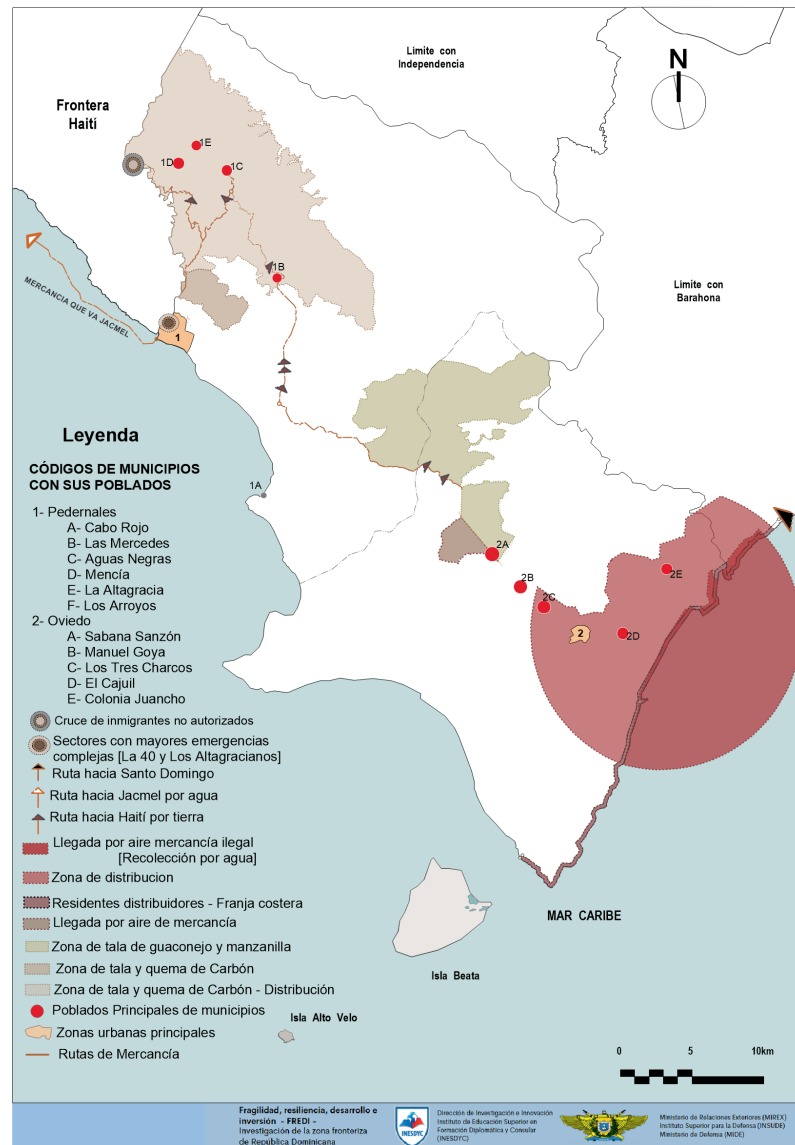 Limite con
Independencia
N
Frontera
Haití
1E
1D
1C
1B
Limite con
Barahona
MERCANCIA QUE VA JACMEL
1
1A
2A
2B
2C
2
2D
2E
Leyenda
CÓDIGOS DE MUNICIPIOS
CON SUS POBLADOS
1- Pedernales
A- Cabo Rojo
B- Las Mercedes
C- Aguas Negras
D- Mencía
E- La Altagracia
F- Los Arroyos
2- Oviedo
A- Sabana Sanzón
B- Manuel Goya
C- Los Tres Charcos
D- El Cajuil
E- Colonia Juancho
Cruce de inmigrantes no autorizados
Sectores con mayores emergencias
complejas [La 40 y Los Altagracianos]
Ruta hacia Santo Domingo
Ruta hacia Jacmel por agua
Ruta hacia Haití por tierra
Llegada por aire mercancía ilegal
[Recolección por agua]
Zona de distribucion
Residentes distribuidores - Franja costera
Llegada por aire de mercancía
Zona de tala de guaconejo y manzanilla
Zona de tala y quema de Carbón
Zona de tala y quema de Carbón - Distribución
Poblados Principales de municipios
Zonas urbanas principales
Rutas de Mercancía
MAR CARIBE
Isla Beata
Isla Alto Velo
0 5 10km
Fragilidad, resiliencia, desarrollo e
inversión - FREDI -
Investigación de la zona fronteriza
de República Dominicana
INESDYC
Dirección de Investigación e Innovación
Instituto de Educación Superior en
Formación Diplomática y Consular
(INESDYC)
Ministerio de Relaciones Exteriores (MIREX)
Instituto Superior para la Defensa (INSUDE)
Ministerio de Defensa (MIDE)